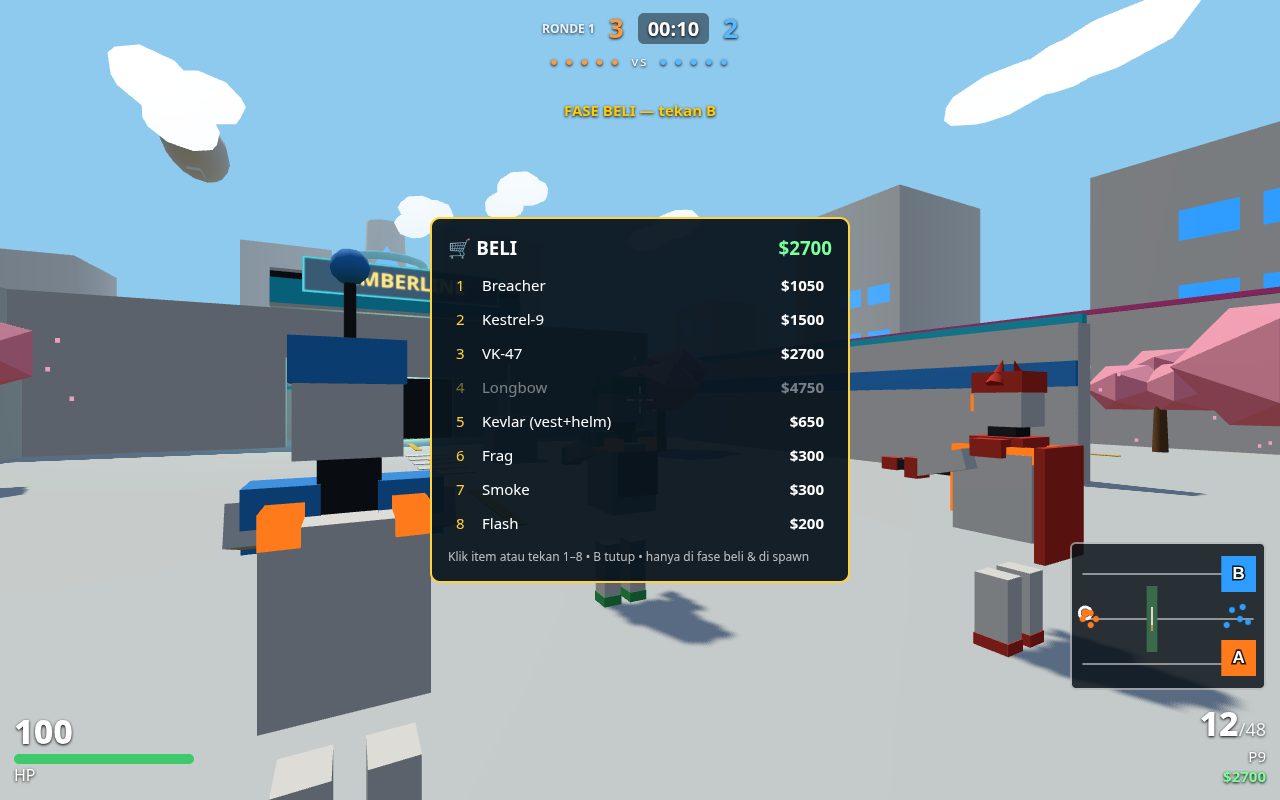 RONDE 1 3 00:10 2
VS
FASE BELI — tekan B
🛒 BELI $2700
1 Breacher $1050
2 Kestrel-9 $1500
3 VK-47 $2700
4 Longbow $4750
5 Kevlar (vest+helm) $650
6 Frag $300
7 Smoke $300
8 Flash $200
Klik item atau tekan 1–8 • B tutup • hanya di fase beli & di spawn
B
A
100
HP
12/48
P9
$2700